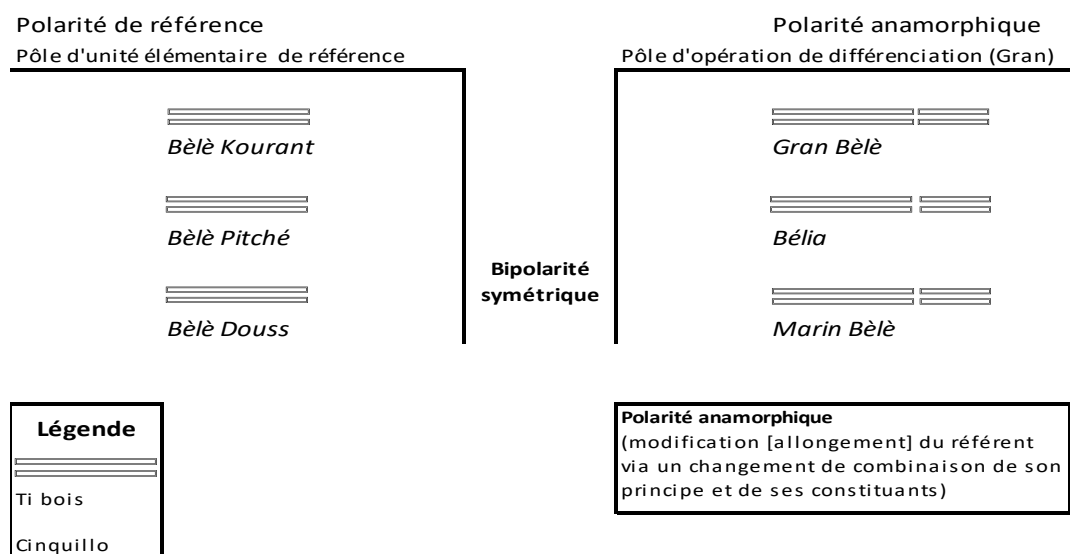 Polarité de référence
Pôle d'unité élémentaire de référence
Polarité anamorphique
Pôle d'opération de différenciation (Gran)
Bèlè Kourant
Bèlè Pitché
Bèlè Douss
Bipolarité
symétrique
Gran Bèlè
Bélia
Marin Bèlè
Légende
Ti bois
Cinquillo
Polarité anamorphique
(modification [allongement] du référent
via un changement de combinaison de son
principe et de ses constituants)